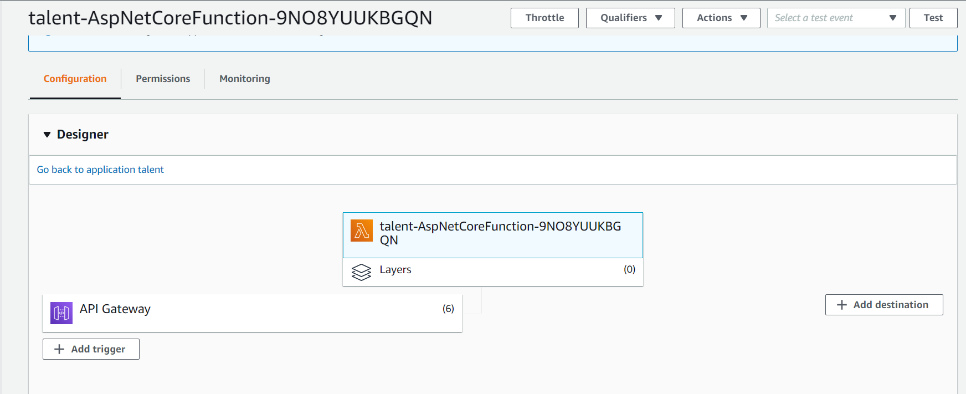 talent-AspNetCoreFunction-9NO8YUUKBGQN
Throttle Qualifiers Actions Select a test event Test
Configuration Permissions Monitoring
Designer
Go back to application talent
talent-AspNetCoreFunction-9NO8YUUKBG
QN
Layers (0)
API Gateway (6)
+ Add destination
+ Add trigger